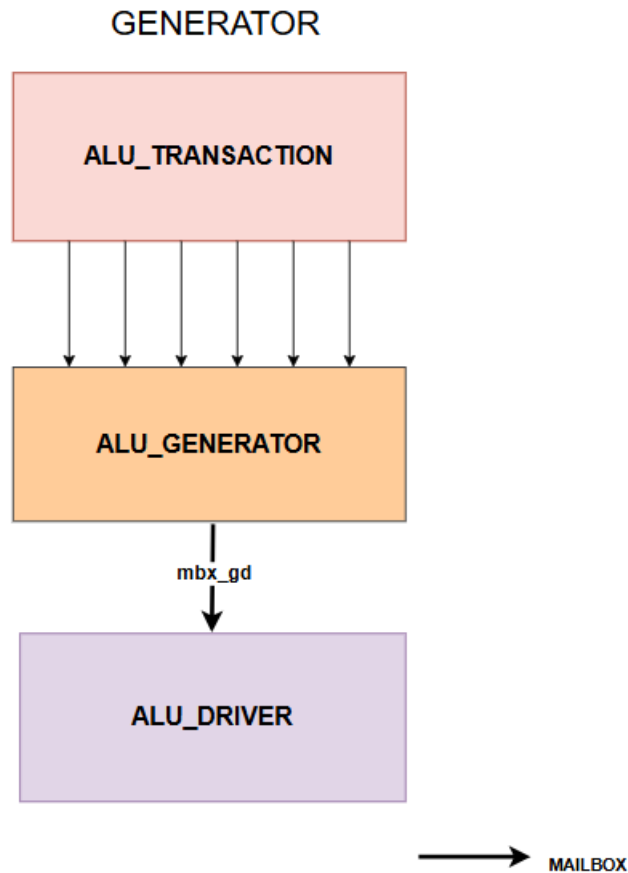 GENERATOR
ALU_TRANSACTION
ALU_GENERATOR
mbx_gd
ALU_DRIVER
MAILBOX